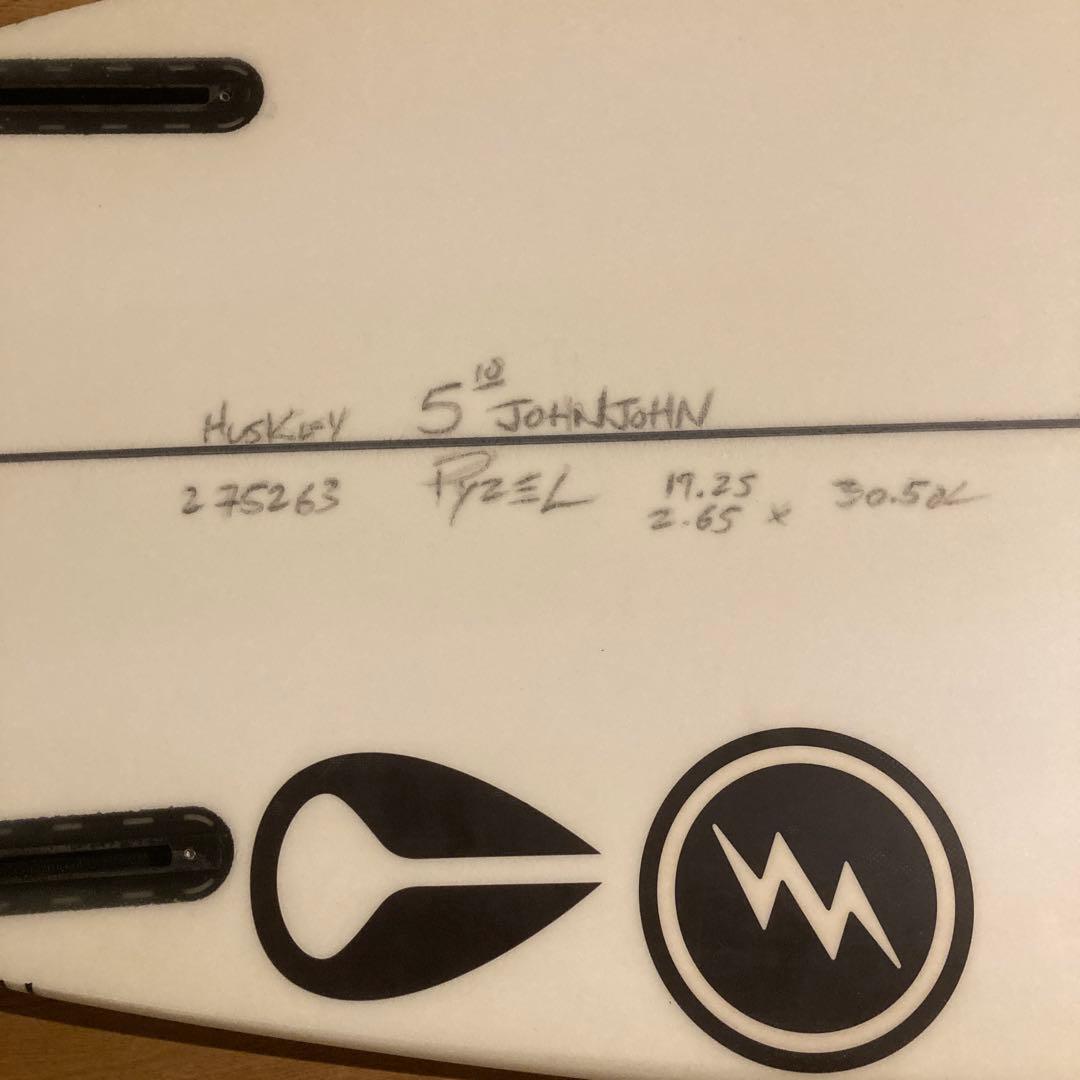 HUSKEY 5 10 JOHNJOHN
275263 PYZEL 19.25 30.5L
2.65 x